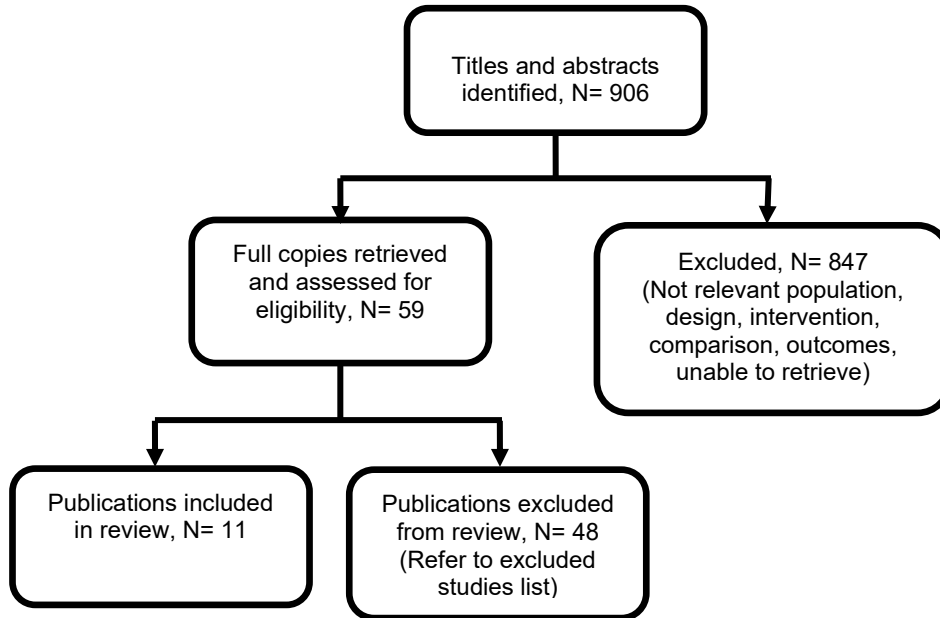 Titles and abstracts
identified, N= 906
Full copies retrieved
and assessed for
eligibility, N= 59
Excluded, N= 847
(Not relevant population,
design, intervention,
comparison, outcomes,
unable to retrieve)
Publications included
in review, N= 11
Publications excluded
from review, N= 48
(Refer to excluded
studies list)